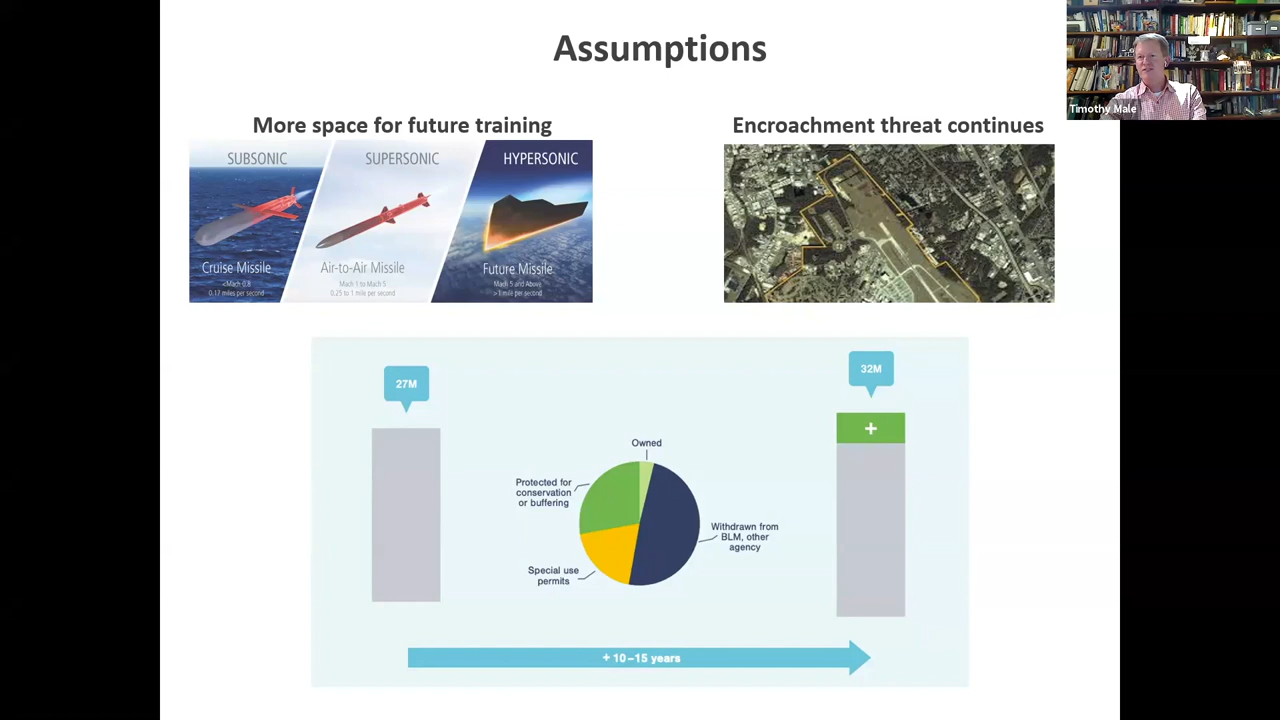 Assumptions
Timothy Male
More space for future training
Encroachment threat continues
SUBSONIC
SUPERSONIC
HYPERSONIC
Cruise Missile
<Mach 0.8
0.17 miles per second
Air-to-Air Missile
Mach 1 to Mach 5
0.25 to 1 mile per second
Future Missile
Mach 5 and Above
>1 mile per second
27M
32M
+
Owned
Protected for
conservation
or buffering
Withdrawn from
BLM, other
agency
Special use
permits
+ 10–15 years